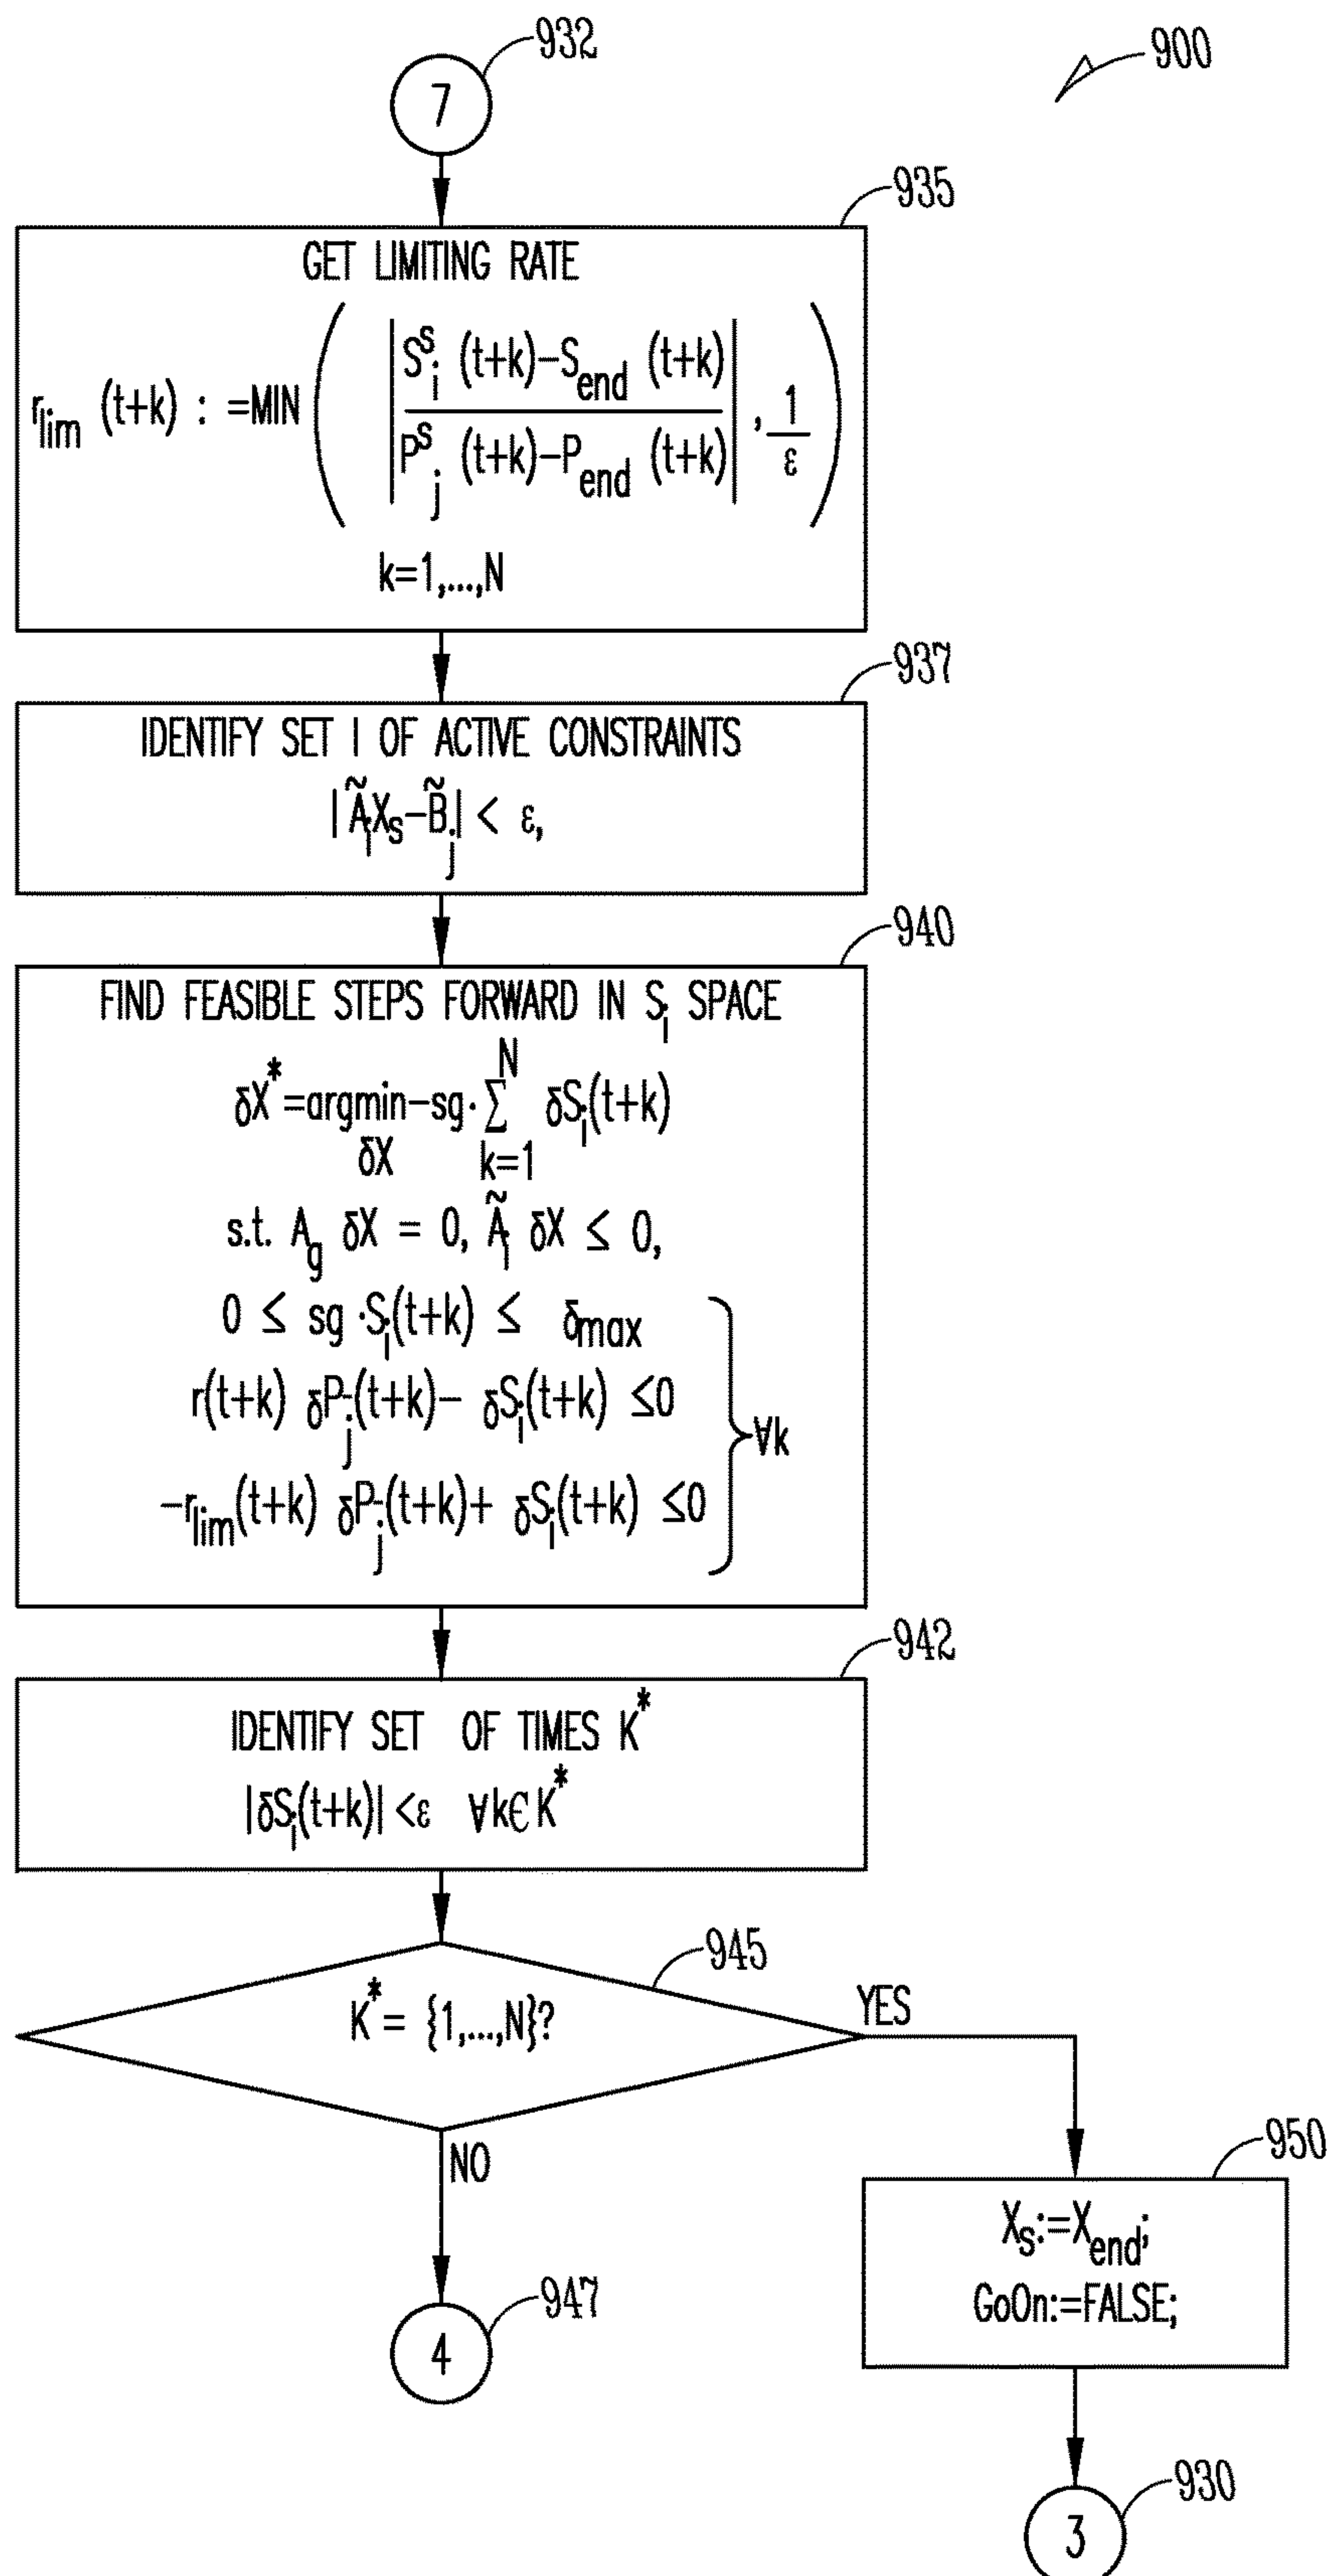 932
900
7
935
GET LIMITING RATE
r_lim (t+k) : =MIN ( | S^s_i (t+k)-S_end (t+k) / P^s_j (t+k)-P_end (t+k) | , 1/ε )
k=1,...,N
937
IDENTIFY SET I OF ACTIVE CONSTRAINTS
|Ã_i X_s-B̃_j| < ε,
940
FIND FEASIBLE STEPS FORWARD IN S_i SPACE
δX*=argmin-sg· Σ δS_i(t+k)
δX k=1 N
s.t. A_g δX = 0, Ã_i δX ≤ 0,
0 ≤ sg ·S_i(t+k) ≤ δmax
r(t+k) δP_j(t+k)- δS_i(t+k) ≤0
∀k
-r_lim(t+k) δP_j(t+k)+ δS_i(t+k) ≤0
942
IDENTIFY SET OF TIMES K*
|δS_i(t+k)| <ε ∀k∈K*
945
K*= {1,...,N}?
YES
NO
950
X_s:=X_end;
GoOn:=FALSE;
947
4
930
3